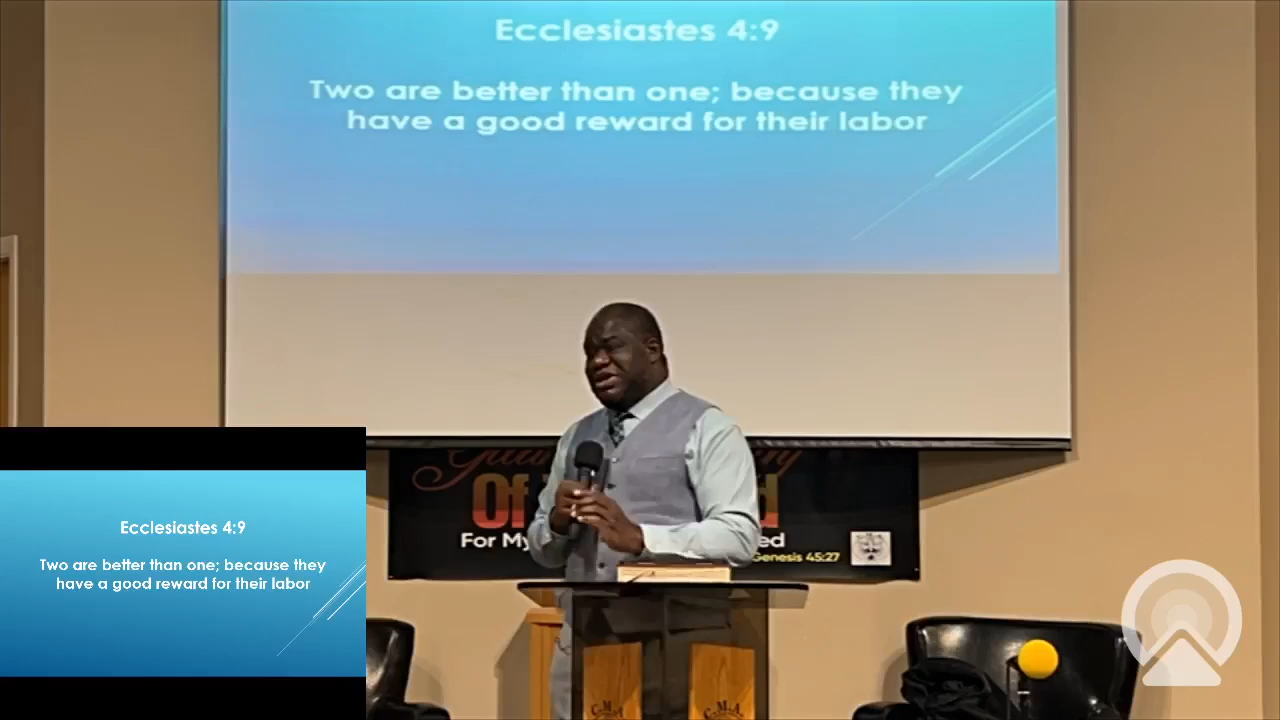 Ecclesiastes 4:9
Two are better than one; because they
have a good reward for their labor
Of
For My
ed
Genesis 45:27
Ecclesiastes 4:9
Two are better than one; because they
have a good reward for their labor
C.M.A
C.M.A.